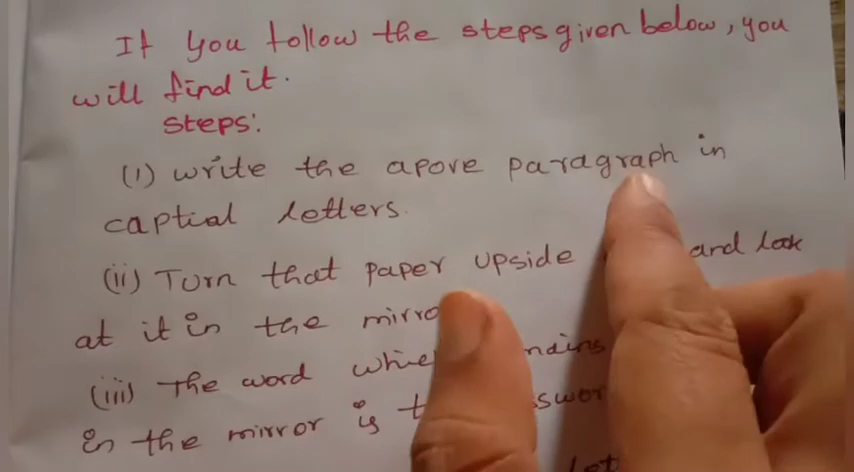 If you follow the steps given below, you
will find it.
Steps:
(i) write the apove paragraph in
captial letters.
(ii) Turn that paper upside and look
at it in the
(iii) The word
in the mirror is